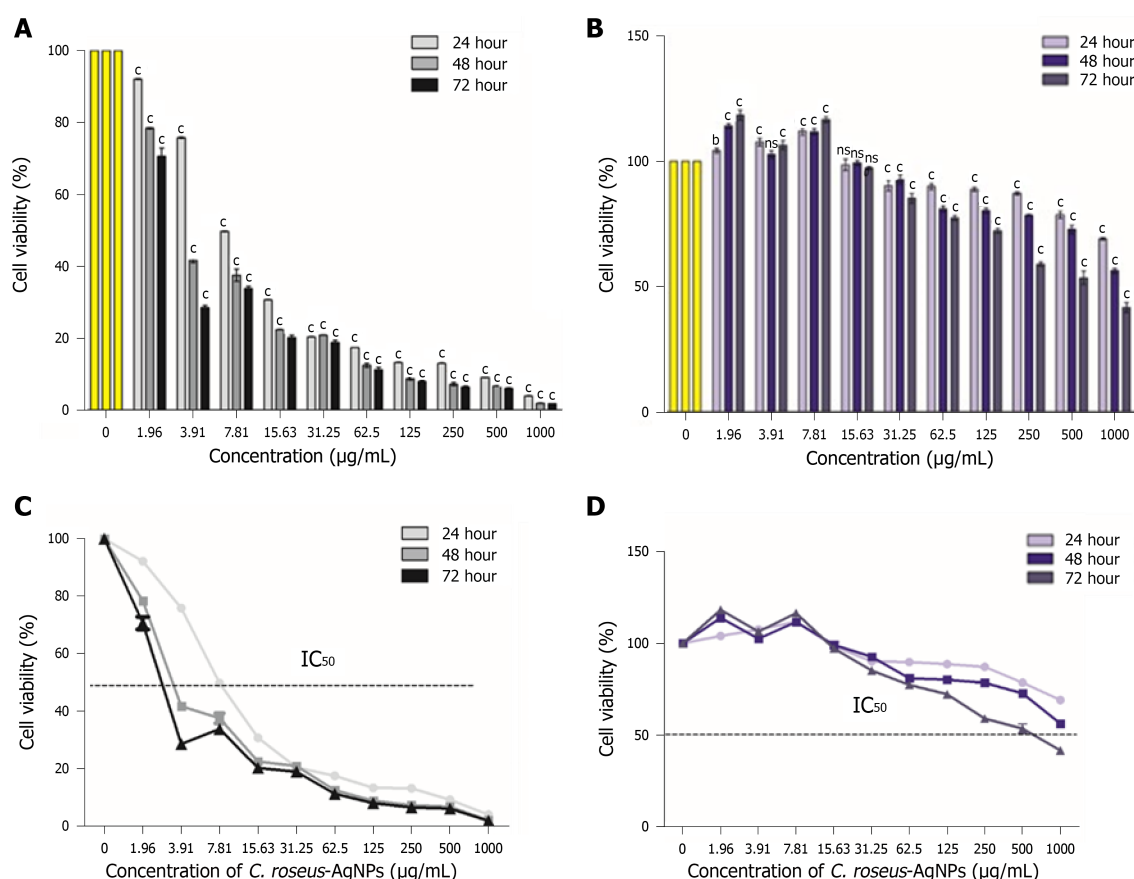 A
Cell viability (%)
100
80
60
40
20
0
24 hour
48 hour
72 hour
c c c
c c c
c c c
c c c
c c c
c c c
c c c
c c c
c c c
c c c
0 1.96 3.91 7.81 15.63 31.25 62.5 125 250 500 1000
Concentration (µg/mL)
B
Cell viability (%)
150
100
50
0
24 hour
48 hour
72 hour
b c c
c ns c
c c c
ns ns ns
c c c
c c c
c c c
c c c
c c c
c c c
0 1.96 3.91 7.81 15.63 31.25 62.5 125 250 500 1000
Concentration (µg/mL)
C
Cell viability (%)
100
80
60
40
20
0
24 hour
48 hour
72 hour
IC50
0 1.96 3.91 7.81 15.63 31.25 62.5 125 250 500 1000
Concentration of C. roseus-AgNPs (µg/mL)
D
Cell viability (%)
150
100
50
0
24 hour
48 hour
72 hour
IC50
0 1.96 3.91 7.81 15.63 31.25 62.5 125 250 500 1000
Concentration of C. roseus-AgNPs (µg/mL)